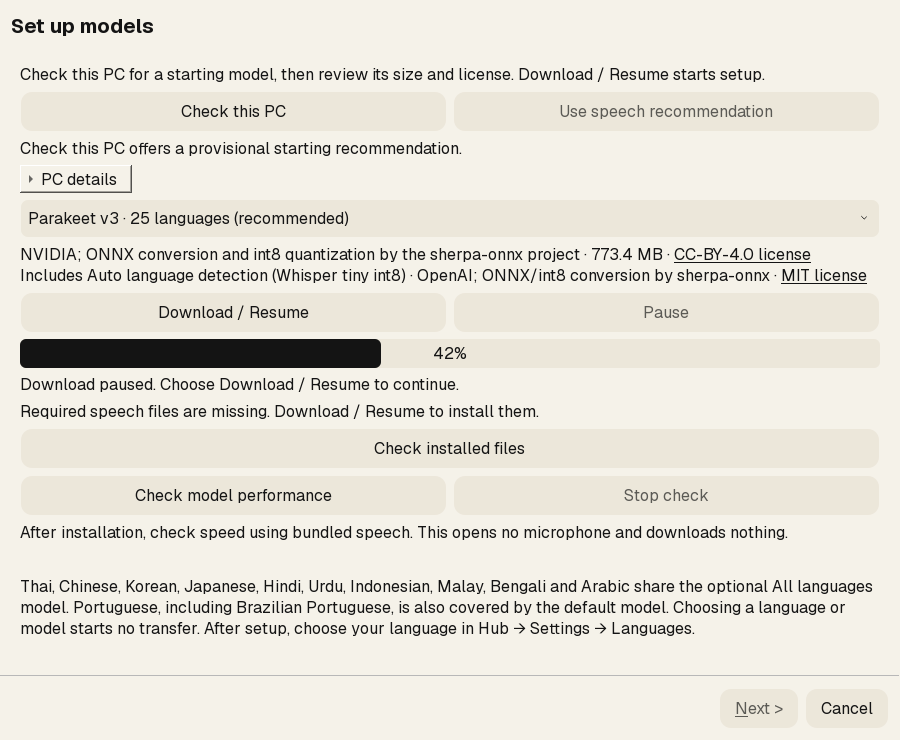 Set up models
Check this PC for a starting model, then review its size and license. Download / Resume starts setup.
Check this PC
Use speech recommendation
Check this PC offers a provisional starting recommendation.
PC details
Parakeet v3 · 25 languages (recommended)
NVIDIA; ONNX conversion and int8 quantization by the sherpa-onnx project · 773.4 MB · CC-BY-4.0 license
Includes Auto language detection (Whisper tiny int8) · OpenAI; ONNX/int8 conversion by sherpa-onnx · MIT license
Download / Resume
Pause
42%
Download paused. Choose Download / Resume to continue.
Required speech files are missing. Download / Resume to install them.
Check installed files
Check model performance
Stop check
After installation, check speed using bundled speech. This opens no microphone and downloads nothing.
Thai, Chinese, Korean, Japanese, Hindi, Urdu, Indonesian, Malay, Bengali and Arabic share the optional All languages
model. Portuguese, including Brazilian Portuguese, is also covered by the default model. Choosing a language or
model starts no transfer. After setup, choose your language in Hub → Settings → Languages.
Next >
Cancel